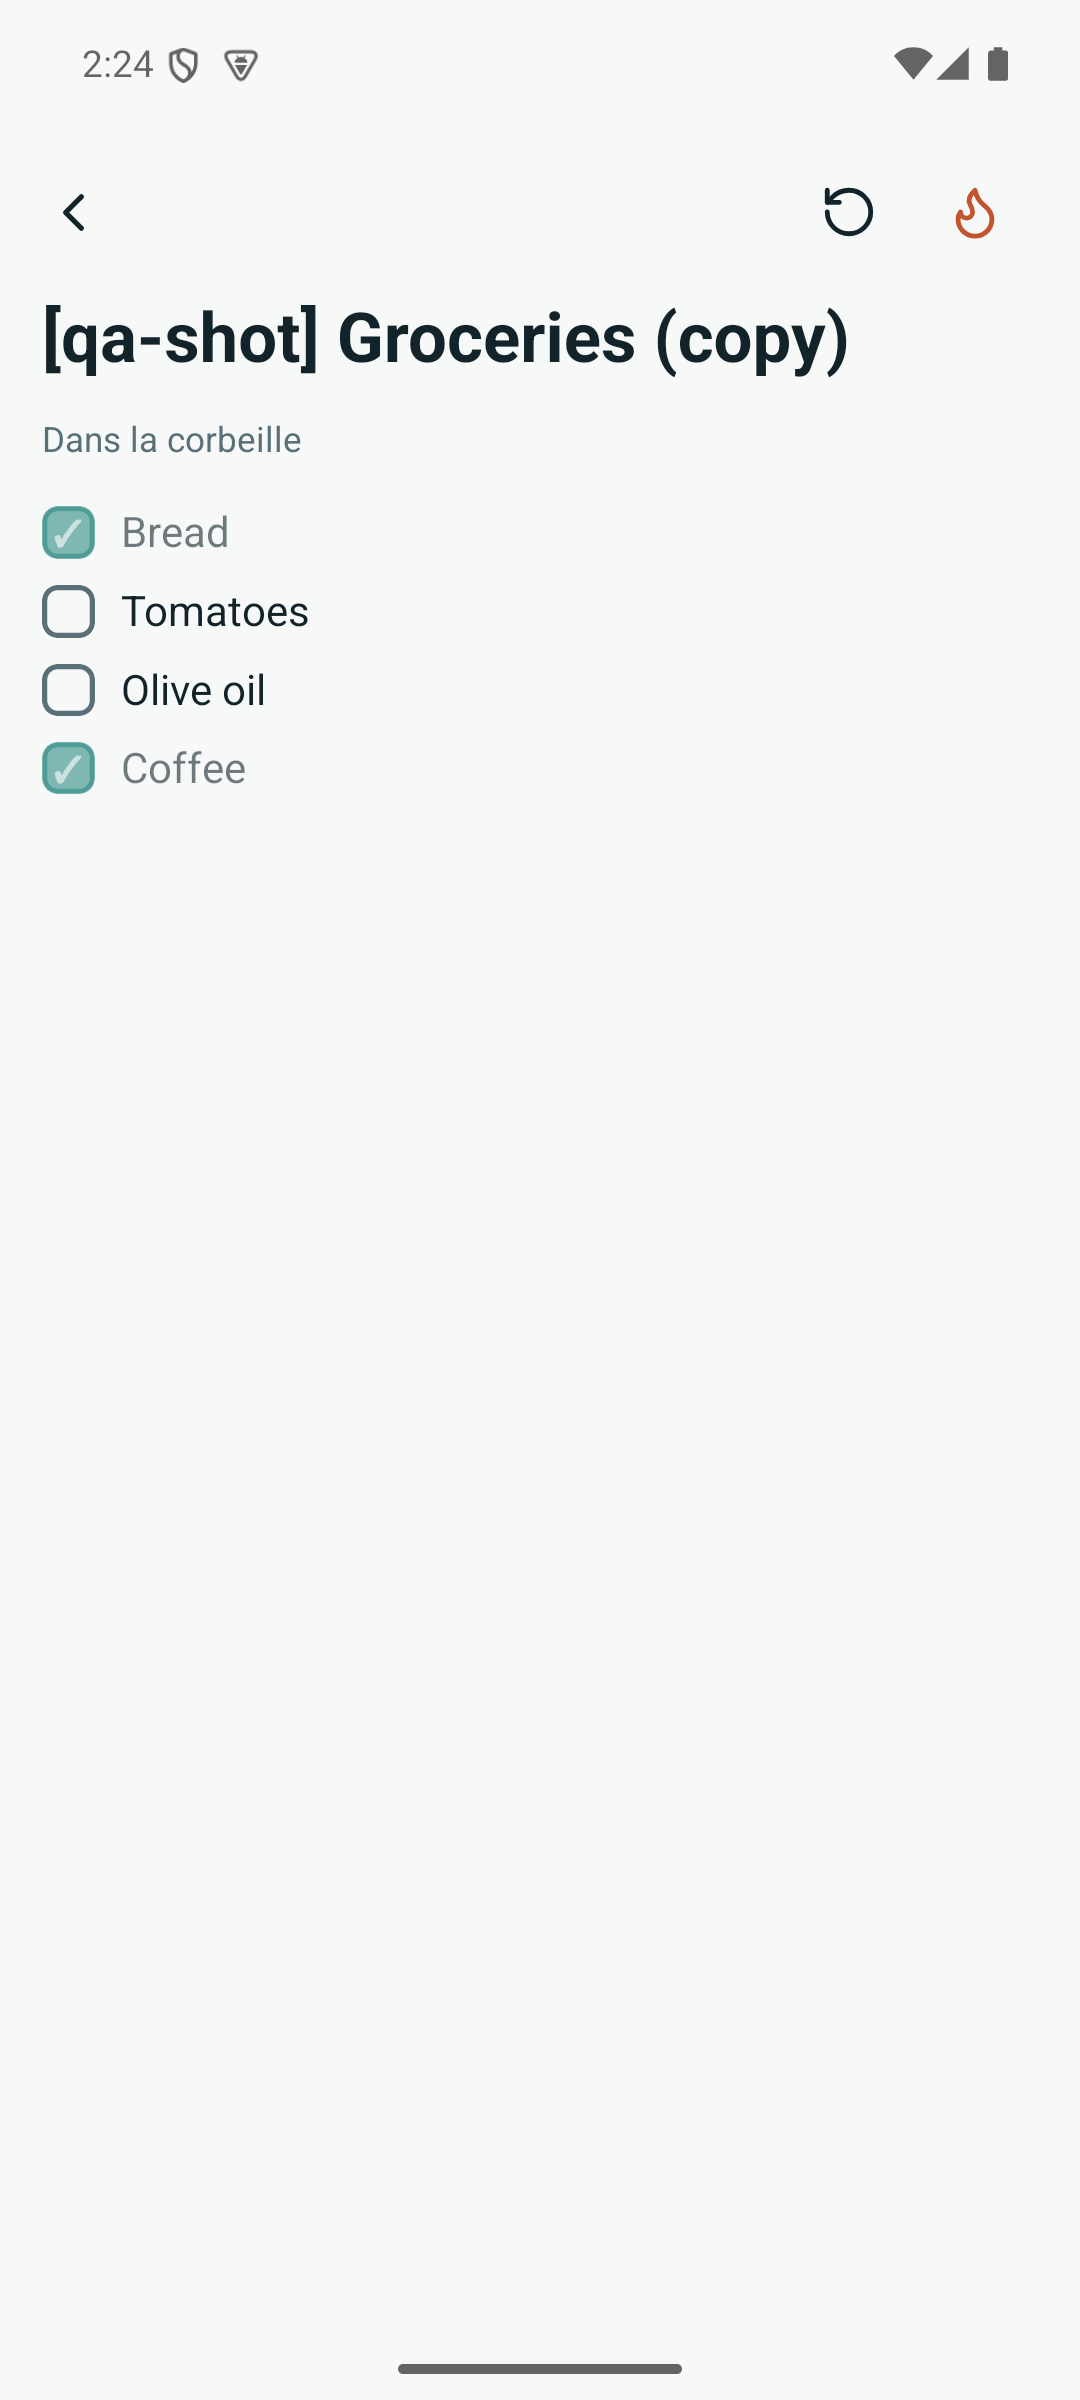 2:24
[qa-shot] Groceries (copy)
Dans la corbeille
Bread
Tomatoes
Olive oil
Coffee